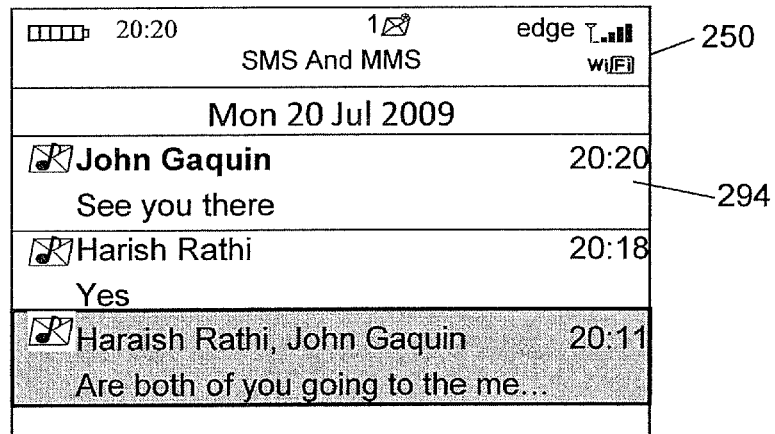 20:20 1 edge
SMS And MMS WiFi
250
Mon 20 Jul 2009
John Gaquin 20:20
See you there
294
Harish Rathi 20:18
Yes
Haraish Rathi, John Gaquin 20:11
Are both of you going to the me...